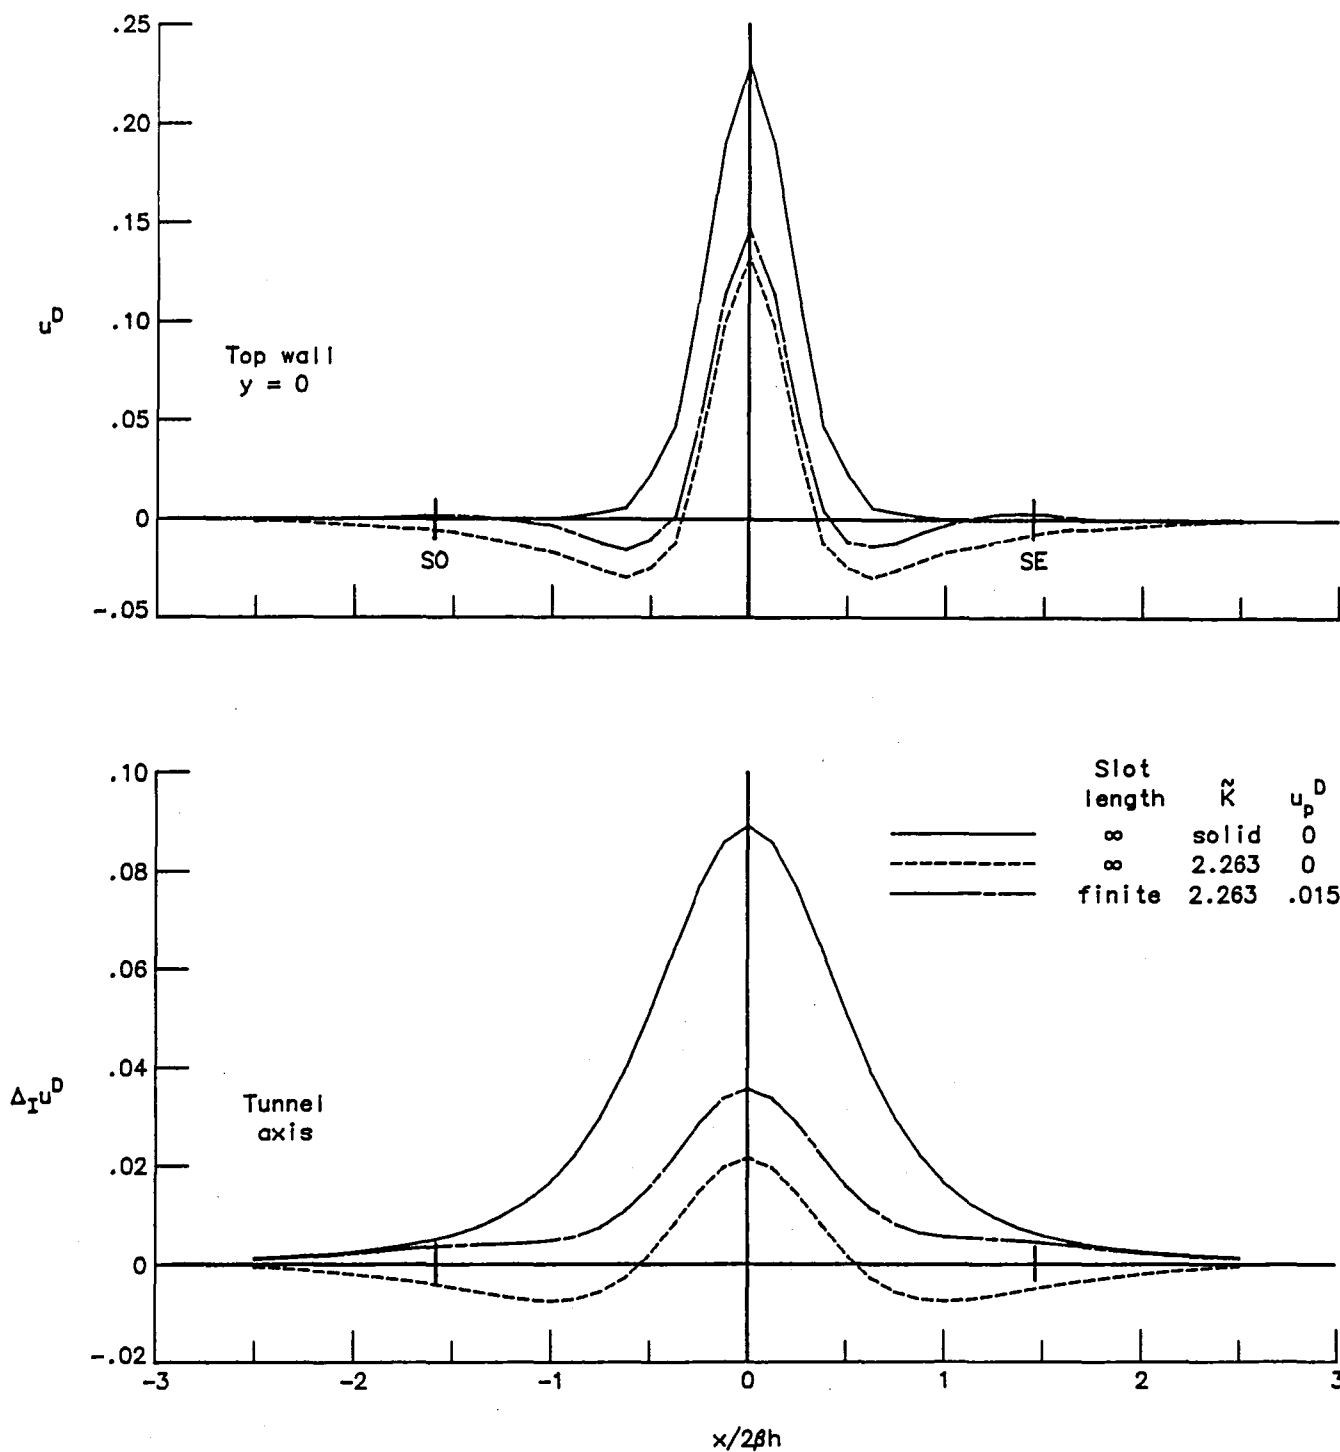 .25
.20
.15
.10
.05
0
-.05
u^D
Top wall
y = 0
SO
SE
.10
.08
.06
.04
.02
0
-.02
Δ_I u^D
Tunnel
axis
Slot
length K̃ u_p^D
∞ solid 0
∞ 2.263 0
finite 2.263 .015
-3 -2 -1 0 1 2 3
x/2βh